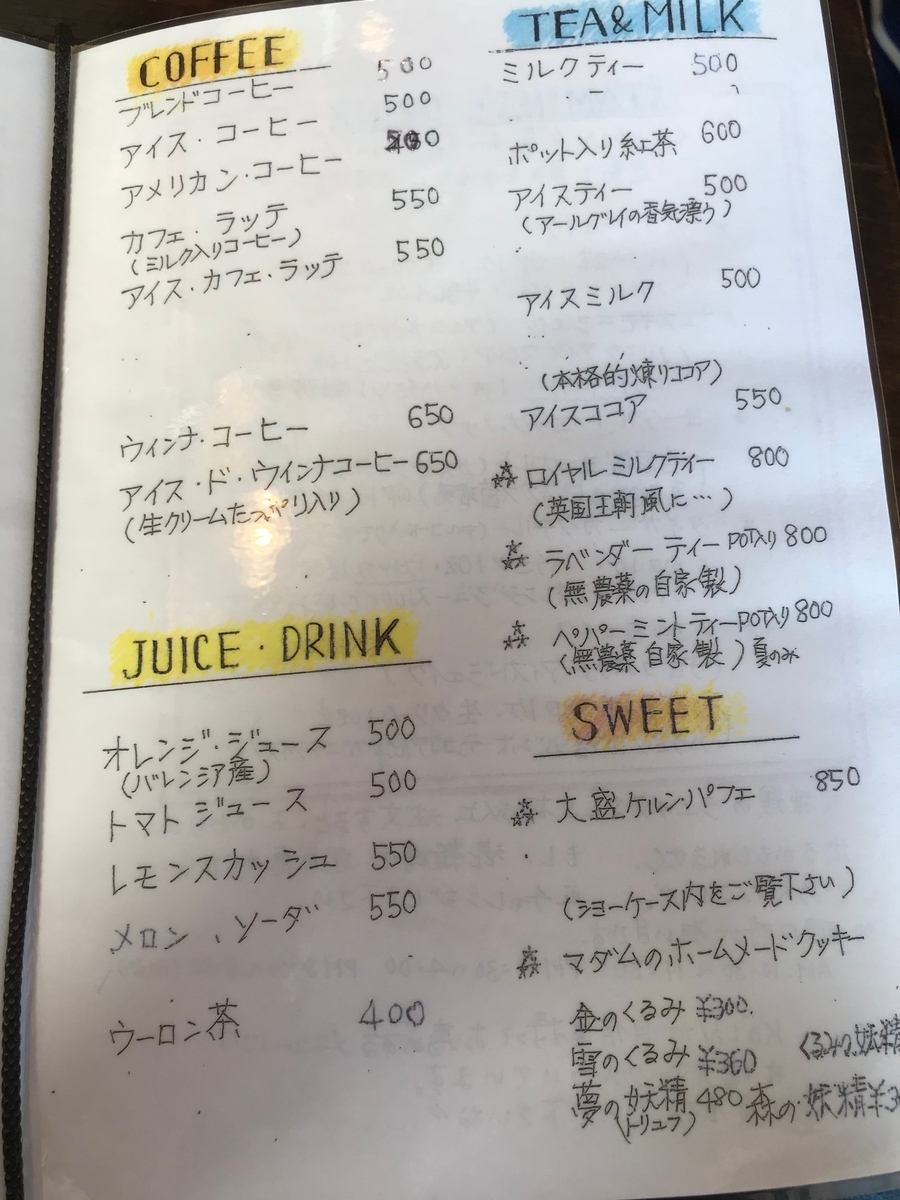 COFFEE
ブレンドコーヒー 500
アイス・コーヒー 500
アメリカン・コーヒー
カフェ・ラッテ 550
(ミルク入りコーヒー)
アイス・カフェ・ラッテ 550
ウィンナ・コーヒー 650
アイス・ド・ウインナコーヒー 650
(生クリームたっぷり入り)
JUICE・DRINK
オレンジ・ジュース 500
(バレンシア産)
トマトジュース 500
レモンスカッシュ 550
メロン、ソーダ 550
ウーロン茶 400
TEA&MILK
ミルクティー 500
ポット入り紅茶 600
アイスティー 500
(アールグレイの香気漂う)
アイスミルク 500
(本格的煉りココア)
アイスココア 550
ロイヤルミルクティー 800
(英国王朝風に…)
ラベンダーティーPOT入り 800
(無農薬の自家製)
ペパーミントティーPOT入り 800
(無農薬自家製)夏のみ
SWEET
大盛ケルンパフェ 850
(ショーケース内をご覧下さい)
マダムのホームメードクッキー
金のくるみ ¥300.
雪のくるみ ¥360 くるみの妖精
夢の妖精 480 森の妖精
(トリュフ)